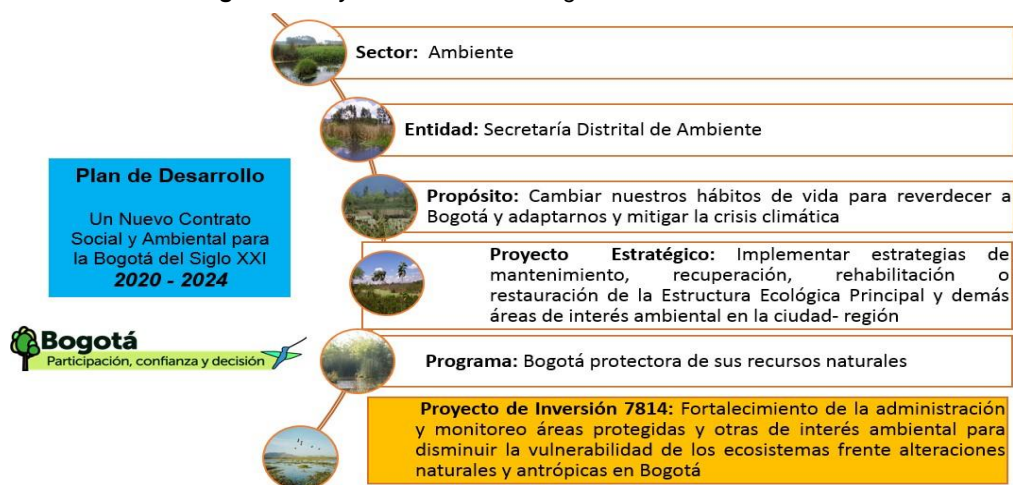 Sector: Ambiente
Entidad: Secretaría Distrital de Ambiente
Plan de Desarrollo
Un Nuevo Contrato
Social y Ambiental para
la Bogotá del Siglo XXI
2020 - 2024
Propósito: Cambiar nuestros hábitos de vida para reverdecer a
Bogotá y adaptarnos y mitigar la crisis climática
Proyecto Estratégico: Implementar estrategias de
mantenimiento, recuperación, rehabilitación o
restauración de la Estructura Ecológica Principal y demás
áreas de interés ambiental en la ciudad- región
Bogotá
Participación, confianza y decisión
Programa: Bogotá protectora de sus recursos naturales
Proyecto de Inversión 7814: Fortalecimiento de la administración
y monitoreo áreas protegidas y otras de interés ambiental para
disminuir la vulnerabilidad de los ecosistemas frente alteraciones
naturales y antrópicas en Bogotá